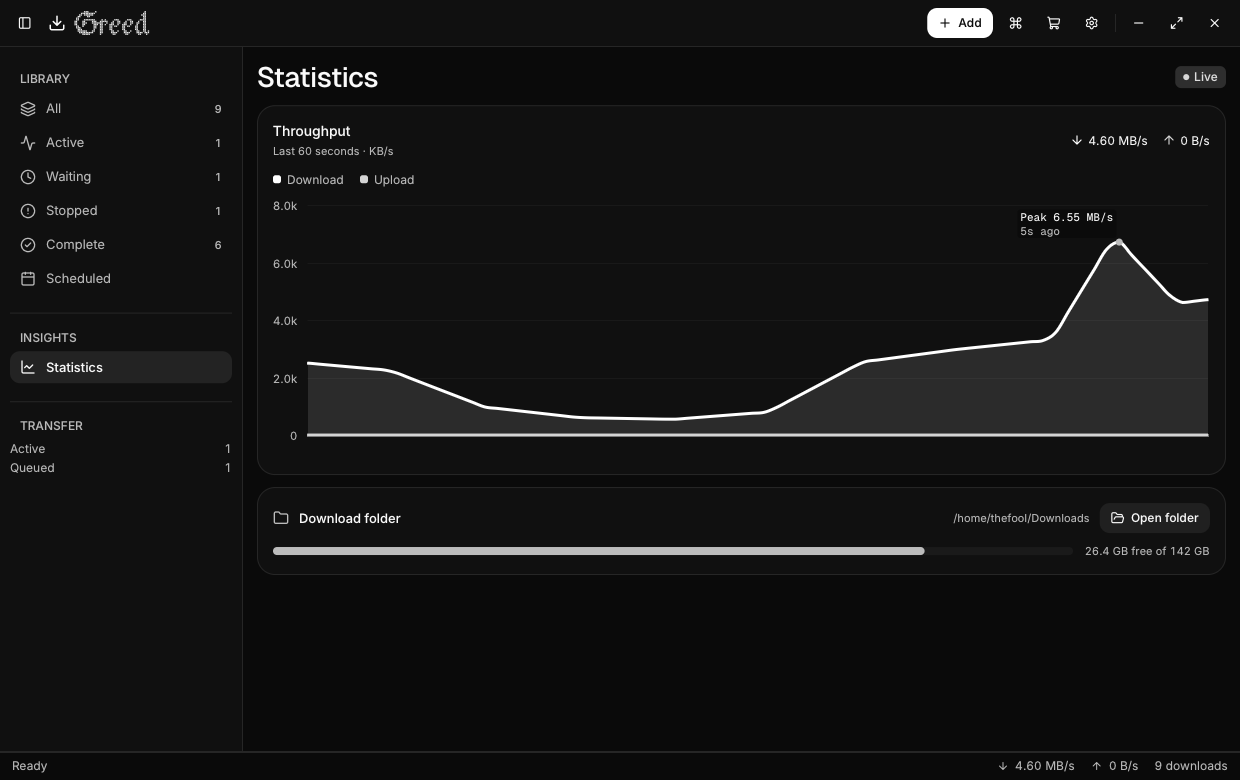 Greed
Add
LIBRARY
All 9
Active 1
Waiting 1
Stopped 1
Complete 6
Scheduled
INSIGHTS
Statistics
TRANSFER
Active 1
Queued 1
Statistics
Live
Throughput
Last 60 seconds · KB/s
↓ 4.60 MB/s ↑ 0 B/s
Download Upload
8.0k
6.0k
4.0k
2.0k
0
Peak 6.55 MB/s
5s ago
Download folder
/home/thefool/Downloads
Open folder
26.4 GB free of 142 GB
Ready
↓ 4.60 MB/s ↑ 0 B/s 9 downloads